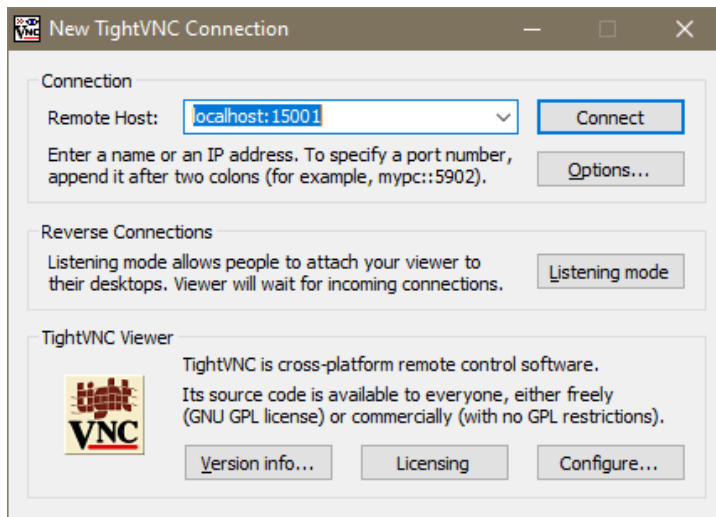 New TightVNC Connection
Connection
Remote Host:
localhost:15001
Connect
Enter a name or an IP address. To specify a port number,
append it after two colons (for example, mypc::5902).
Options...
Reverse Connections
Listening mode allows people to attach your viewer to
their desktops. Viewer will wait for incoming connections.
Listening mode
TightVNC Viewer
TightVNC is cross-platform remote control software.
Its source code is available to everyone, either freely
(GNU GPL license) or commercially (with no GPL restrictions).
tight
VNC
Version info...
Licensing
Configure...